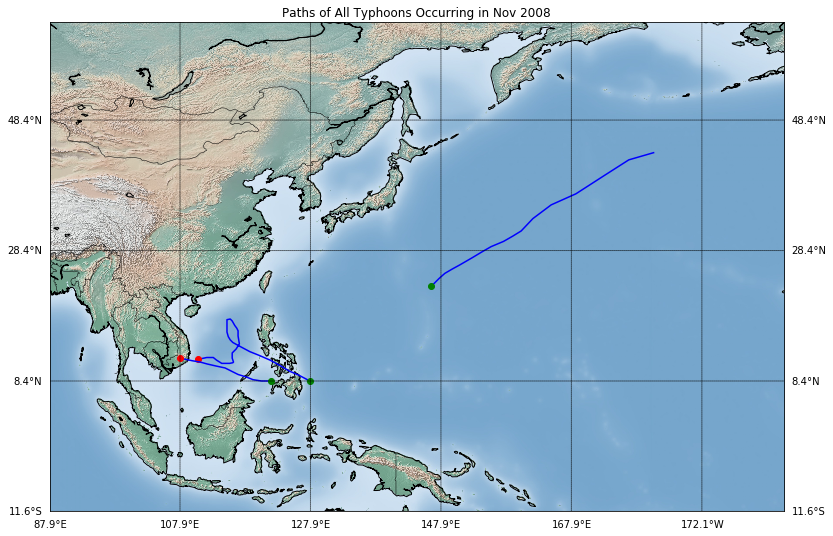 Paths of All Typhoons Occurring in Nov 2008
48.4°N 48.4°N
28.4°N 28.4°N
8.4°N 8.4°N
11.6°S 11.6°S
87.9°E 107.9°E 127.9°E 147.9°E 167.9°E 172.1°W